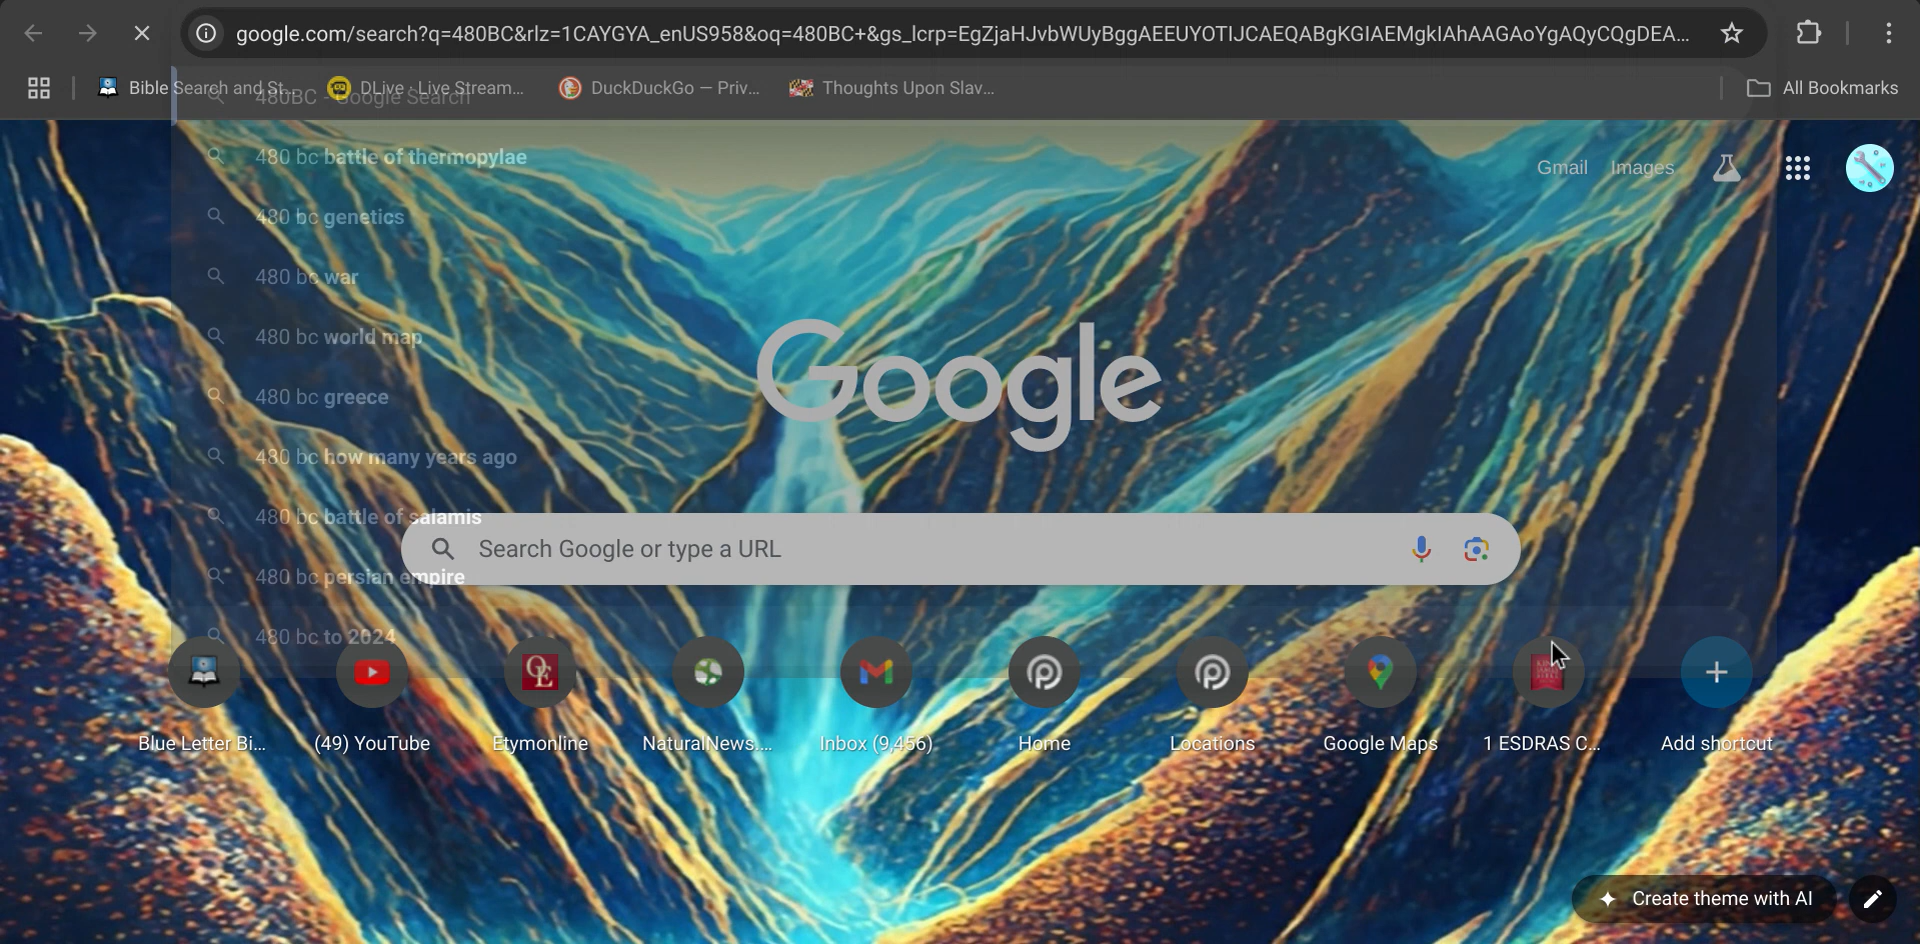 google.com/search?q=480BC&rlz=1CAYGYA_enUS958&oq=480BC+&gs_lcrp=EgZjaHJvbWUyBggAEEUYOTIJCAEQABgKGIAEMgkIAhAAGAoYgAQyCQgDEA...
Bible Search and St... DLive · Live Stream... DuckDuckGo — Priv... Thoughts Upon Slav... All Bookmarks
480BC - Google Search
480 bc battle of thermopylae
Gmail Images
480 bc genetics
480 bc war
480 bc world map
Google
480 bc greece
480 bc how many years ago
480 bc battle of salamis
Search Google or type a URL
480 bc persian empire
480 bc to 2024
Blue Letter Bi... (49) YouTube Etymonline NaturalNews.... Inbox (9,456) Home Locations Google Maps 1 ESDRAS C... Add shortcut
Create theme with AI